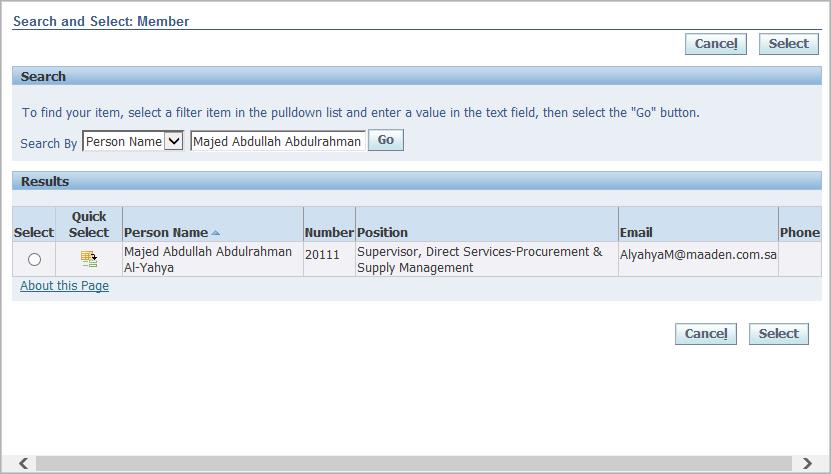 Search and Select: Member
Cancel Select
Search
To find your item, select a filter item in the pulldown list and enter a value in the text field, then select the "Go" button.
Search By Person Name Majed Abdullah Abdulrahman Go
Results
Select Quick Select Person Name Number Position Email Phone
Majed Abdullah Abdulrahman Al-Yahya 20111 Supervisor, Direct Services-Procurement & Supply Management AlyahyaM@maaden.com.sa
About this Page
Cancel Select